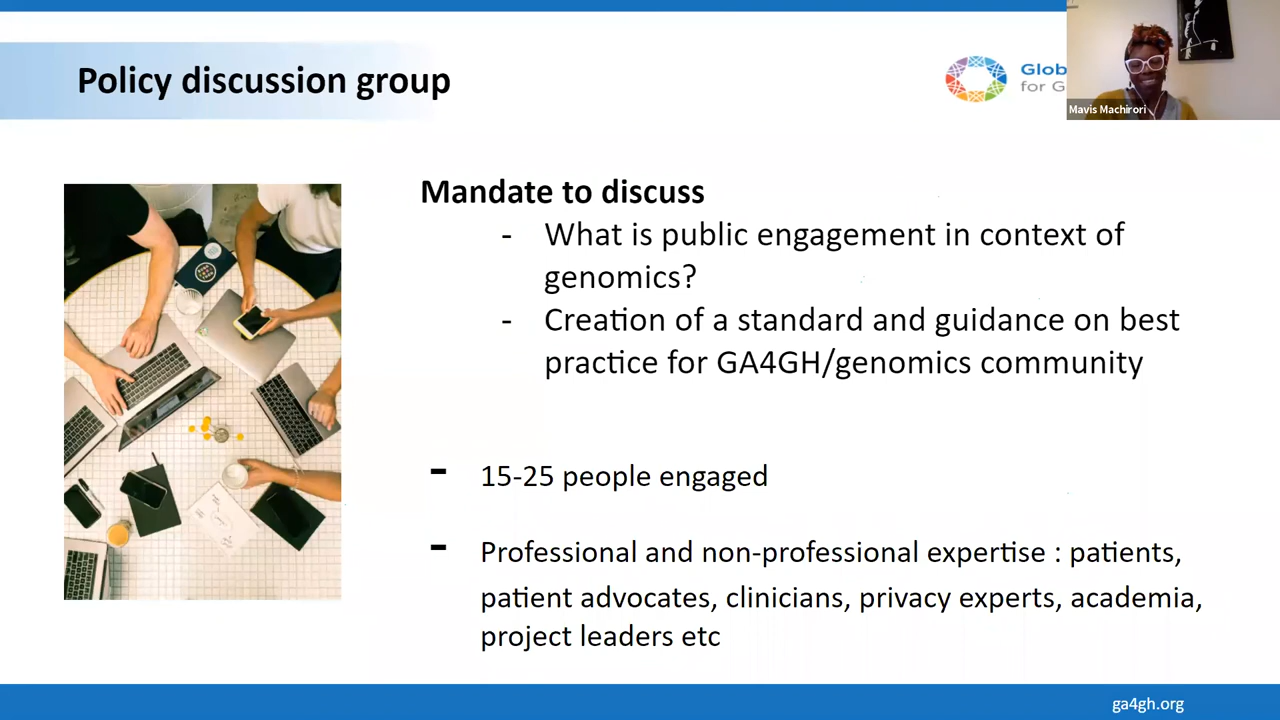 Policy discussion group
Glob
for G
Mavis Machirori
Mandate to discuss
- What is public engagement in context of
genomics?
- Creation of a standard and guidance on best
practice for GA4GH/genomics community
- 15-25 people engaged
- Professional and non-professional expertise : patients,
patient advocates, clinicians, privacy experts, academia,
project leaders etc
ga4gh.org